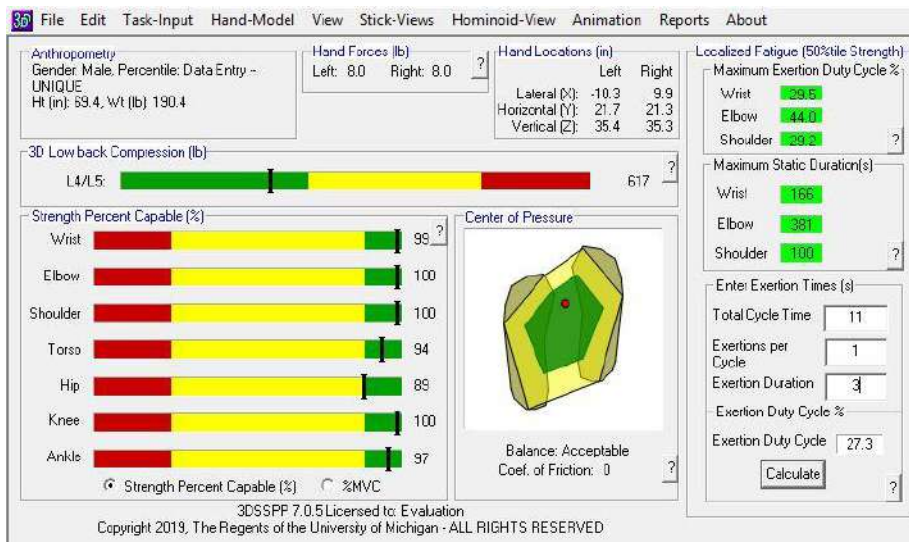 3D File Edit Task-Input Hand-Model View Stick-Views Hominoid-View Animation Reports About
Anthropometry
Gender: Male, Percentile: Data Entry -
UNIQUE
Ht (in): 69.4, Wt (lb): 190.4
Hand Forces (lb)
Left: 8.0 Right: 8.0 ?
Hand Locations (in)
Left Right
Lateral (X): -10.3 9.9
Horizontal (Y): 21.7 21.3
Vertical (Z): 35.4 35.3
3D Low back Compression (lb)
L4/L5: 617 ?
Strength Percent Capable (%)
Wrist 99 ?
Elbow 100
Shoulder 100
Torso 94
Hip 89
Knee 100
Ankle 97
Strength Percent Capable (%) %MVC
Center of Pressure
Balance: Acceptable
Coef. of Friction: 0 ?
Localized Fatigue (50%tile Strength)
Maximum Exertion Duty Cycle %
Wrist 29.5
Elbow 44.0
Shoulder 29.2 ?
Maximum Static Duration(s)
Wrist 166
Elbow 381
Shoulder 100 ?
Enter Exertion Times (s)
Total Cycle Time 11
Exertions per
Cycle 1
Exertion Duration 3
Exertion Duty Cycle %
Exertion Duty Cycle 27.3
Calculate ?
3DSSPP 7.0.5 Licensed to: Evaluation
Copyright 2019, The Regents of the University of Michigan - ALL RIGHTS RESERVED